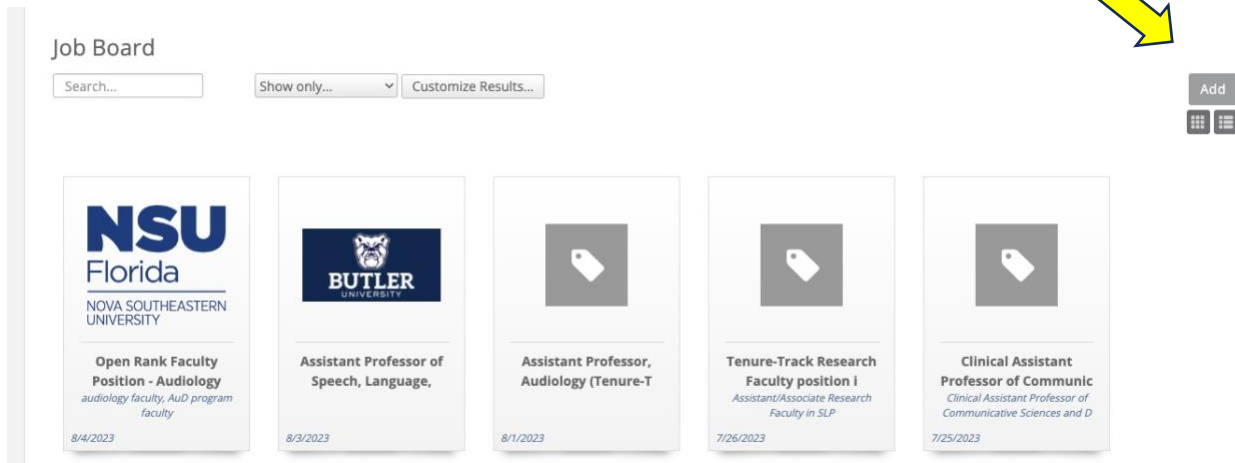 Job Board
Search...
Show only...
Customize Results...
Add
NSU
Florida
NOVA SOUTHEASTERN
UNIVERSITY
Open Rank Faculty
Position - Audiology
audiology faculty, AuD program
faculty
8/4/2023
BUTLER
UNIVERSITY
Assistant Professor of
Speech, Language,
8/3/2023
Assistant Professor,
Audiology (Tenure-T
8/1/2023
Tenure-Track Research
Faculty position i
Assistant/Associate Research
Faculty in SLP
7/26/2023
Clinical Assistant
Professor of Communic
Clinical Assistant Professor of
Communicative Sciences and D
7/25/2023